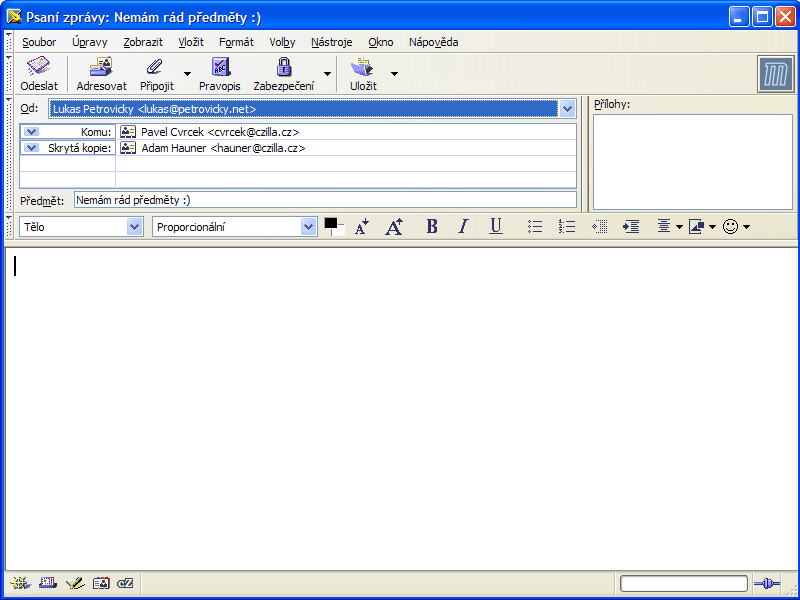 Psaní zprávy: Nemám rád předměty :)
Soubor Úpravy Zobrazit Vložit Formát Volby Nástroje Okno Nápověda
Odeslat Adresovat Připojit Pravopis Zabezpečení Uložit
Od: Lukas Petrovicky <lukas@petrovicky.net>
Přílohy:
Komu: Pavel Cvrcek <cvrcek@czilla.cz>
Skrytá kopie: Adam Hauner <hauner@czilla.cz>
Předmět: Nemám rád předměty :)
Tělo Proporcionální A A B I U
cZ